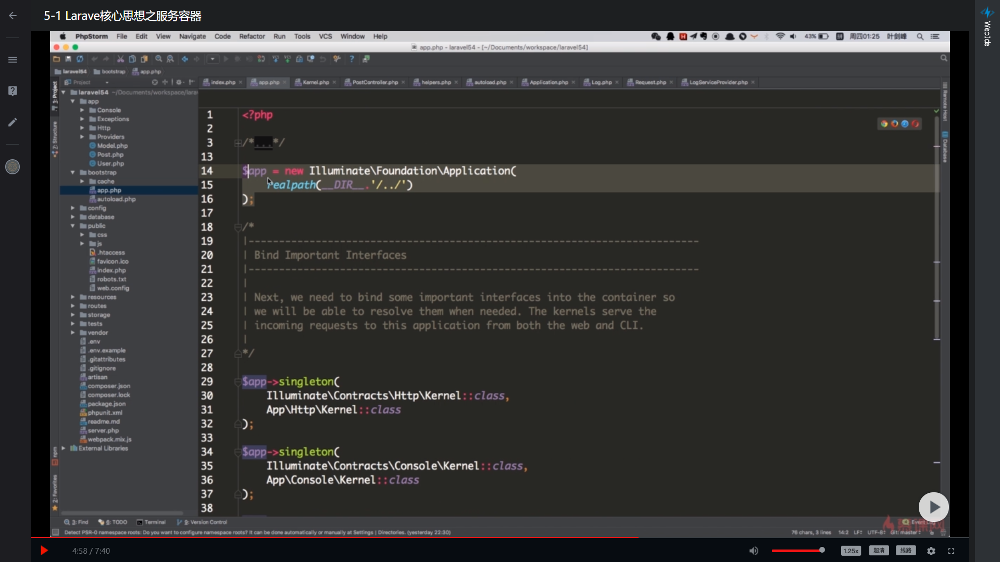 5-1 Larave核心思想之服务容器
WebIde
PhpStorm File Edit View Navigate Code Refactor Run Tools VCS Window Help
43% 周四01:25 叶剑峰
app.php - laravel54 - [~/Documents/workspace/laravel54]
laravel54 bootstrap app.php
Project
index.php app.php Kernel.php PostController.php helpers.php autoload.php Application.php Log.php Request.php LogServiceProvider.php
1: Project
Z: Structure
npm
2: Favorites
Remote Host
Database
laravel54 ~/Documents/workspace/larav
app
Console
Exceptions
Http
Providers
Model.php
Post.php
User.php
bootstrap
cache
app.php
autoload.php
config
database
public
css
js
.htaccess
favicon.ico
index.php
robots.txt
web.config
resources
routes
storage
tests
vendor
.env
.env.example
.gitattributes
.gitignore
artisan
composer.json
composer.lock
package.json
phpunit.xml
readme.md
server.php
webpack.mix.js
External Libraries
1 <?php
2
3 /*...*/
13
14 $app = new Illuminate\Foundation\Application(
15 realpath(__DIR__.'/../')
16 );
17
18 /*
19 |--------------------------------------------------------------------------
20 | Bind Important Interfaces
21 |--------------------------------------------------------------------------
22 |
23 | Next, we need to bind some important interfaces into the container so
24 | we will be able to resolve them when needed. The kernels serve the
25 | incoming requests to this application from both the web and CLI.
26 |
27 */
28
29 $app->singleton(
30 Illuminate\Contracts\Http\Kernel::class,
31 App\Http\Kernel::class
32 );
33
34 $app->singleton(
35 Illuminate\Contracts\Console\Kernel::class,
36 App\Console\Kernel::class
37 );
38
3: Find 6: TODO Terminal 9: Version Control Event Log
慕课网
Detect PSR-0 namespace roots: Do you want to configure namespace roots? It can be done automatically or manually at Settings | Directories. (yesterday 22:30) 76 chars, 3 lines 14:2 LF÷ UTF-8÷ Git: master÷
4:58 / 7:40 1.25x 超清 线路